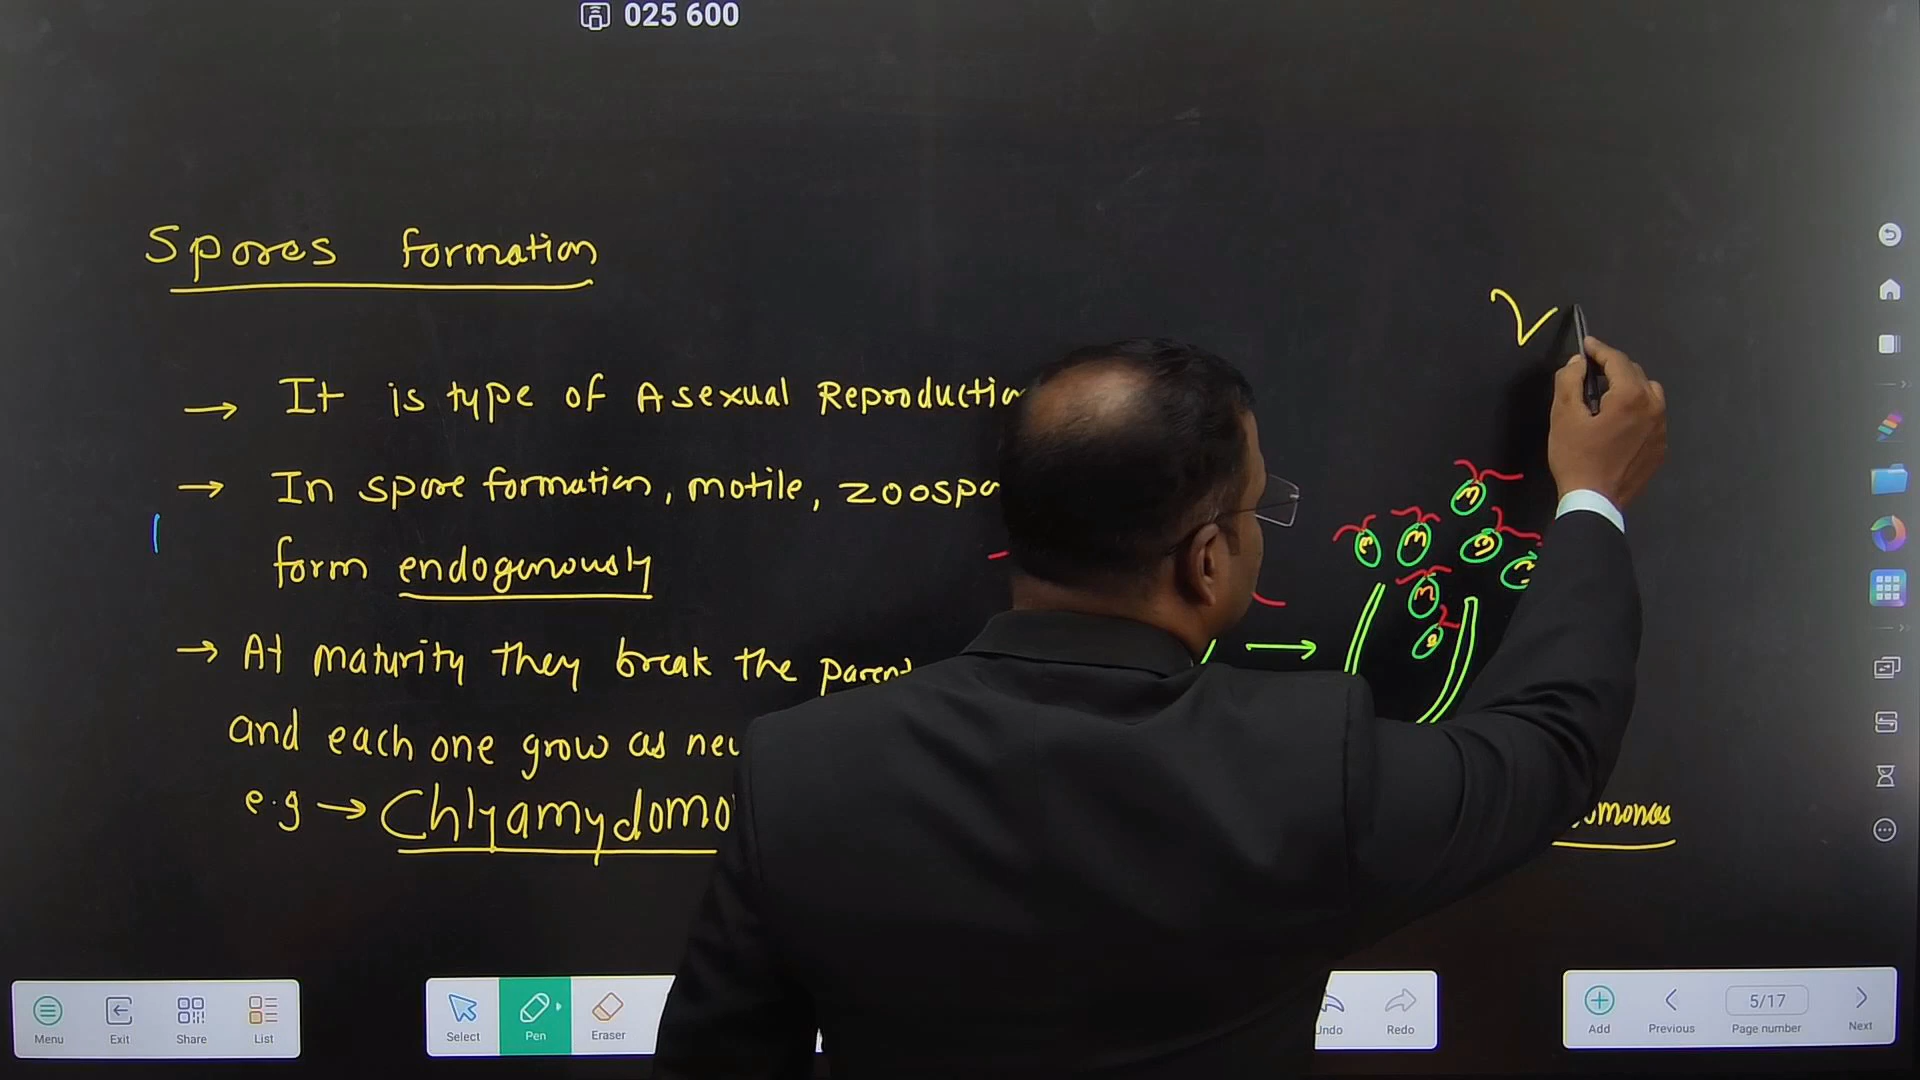 025 600
Spores formation
→ It is type of Asexual Reproductio
→ In spore formation, motile, zoospo
form endogenously
→ At maturity they break the paren
and each one grow as
e.g → Chlyamydomo
omonas
Menu
Exit
Share
List
Select
Pen
Eraser
Undo
Redo
Add
Previous
5/17
Page number
Next